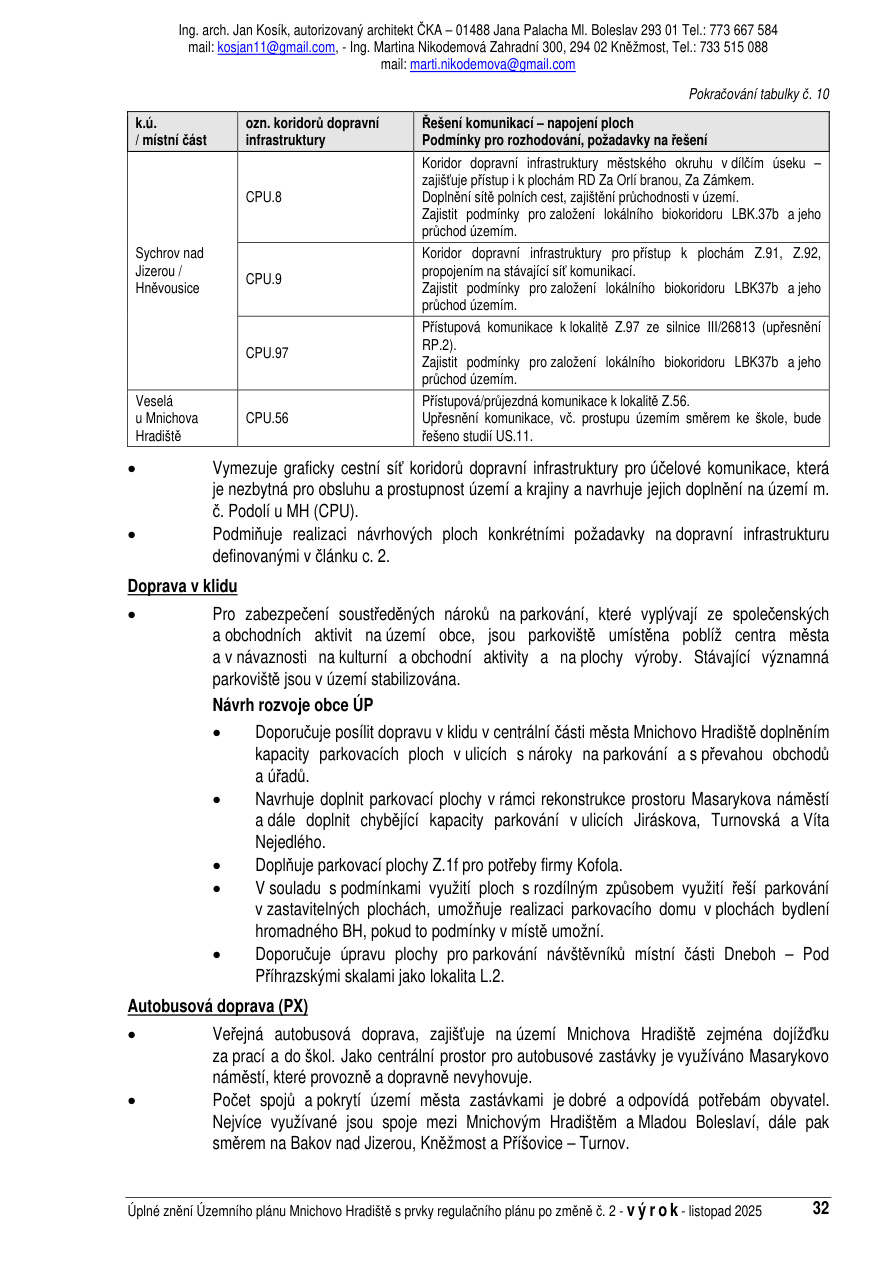 Ing. arch. Jan Kosík, autorizovaný architekt ČKA – 01488 Jana Palacha Ml. Boleslav 293 01 Tel.: 773 667 584
mail: kosjan11@gmail.com, - Ing. Martina Nikodemová Zahradní 300, 294 02 Kněžmost, Tel.: 733 515 088
mail: marti.nikodemova@gmail.com
Pokračování tabulky č. 10
k.ú.
/ místní část
ozn. koridorů dopravní
infrastruktury
Řešení komunikací – napojení ploch
Podmínky pro rozhodování, požadavky na řešení
Sychrov nad
Jizerou /
Hněvousice
CPU.8
Koridor dopravní infrastruktury městského okruhu v dílčím úseku –
zajišťuje přístup i k plochám RD Za Orlí branou, Za Zámkem.
Doplnění sítě polních cest, zajištění průchodnosti v území.
Zajistit podmínky pro založení lokálního biokoridoru LBK.37b a jeho
průchod územím.
CPU.9
Koridor dopravní infrastruktury pro přístup k plochám Z.91, Z.92,
propojením na stávající síť komunikací.
Zajistit podmínky pro založení lokálního biokoridoru LBK37b a jeho
průchod územím.
CPU.97
Přístupová komunikace k lokalitě Z.97 ze silnice III/26813 (upřesnění
RP.2).
Zajistit podmínky pro založení lokálního biokoridoru LBK37b a jeho
průchod územím.
Veselá
u Mnichova
Hradiště
CPU.56
Přístupová/průjezdná komunikace k lokalitě Z.56.
Upřesnění komunikace, vč. prostupu územím směrem ke škole, bude
řešeno studií US.11.
• Vymezuje graficky cestní síť koridorů dopravní infrastruktury pro účelové komunikace, která
je nezbytná pro obsluhu a prostupnost území a krajiny a navrhuje jejich doplnění na území m.
č. Podolí u MH (CPU).
• Podmiňuje realizaci návrhových ploch konkrétními požadavky na dopravní infrastrukturu
definovanými v článku c. 2.
Doprava v klidu
• Pro zabezpečení soustředěných nároků na parkování, které vyplývají ze společenských
a obchodních aktivit na území obce, jsou parkoviště umístěna poblíž centra města
a v návaznosti na kulturní a obchodní aktivity a na plochy výroby. Stávající významná
parkoviště jsou v území stabilizována.
Návrh rozvoje obce ÚP
• Doporučuje posílit dopravu v klidu v centrální části města Mnichovo Hradiště doplněním
kapacity parkovacích ploch v ulicích s nároky na parkování a s převahou obchodů
a úřadů.
• Navrhuje doplnit parkovací plochy v rámci rekonstrukce prostoru Masarykova náměstí
a dále doplnit chybějící kapacity parkování v ulicích Jiráskova, Turnovská a Víta
Nejedlého.
• Doplňuje parkovací plochy Z.1f pro potřeby firmy Kofola.
• V souladu s podmínkami využití ploch s rozdílným způsobem využití řeší parkování
v zastavitelných plochách, umožňuje realizaci parkovacího domu v plochách bydlení
hromadného BH, pokud to podmínky v místě umožní.
• Doporučuje úpravu plochy pro parkování návštěvníků místní části Dneboh – Pod
Příhrazskými skalami jako lokalita L.2.
Autobusová doprava (PX)
• Veřejná autobusová doprava, zajišťuje na území Mnichova Hradiště zejména dojížďku
za prací a do škol. Jako centrální prostor pro autobusové zastávky je využíváno Masarykovo
náměstí, které provozně a dopravně nevyhovuje.
• Počet spojů a pokrytí území města zastávkami je dobré a odpovídá potřebám obyvatel.
Nejvíce využívané jsou spoje mezi Mnichovým Hradištěm a Mladou Boleslaví, dále pak
směrem na Bakov nad Jizerou, Kněžmost a Příšovice – Turnov.
Úplné znění Územního plánu Mnichovo Hradiště s prvky regulačního plánu po změně č. 2 - v ý r o k - listopad 2025
32